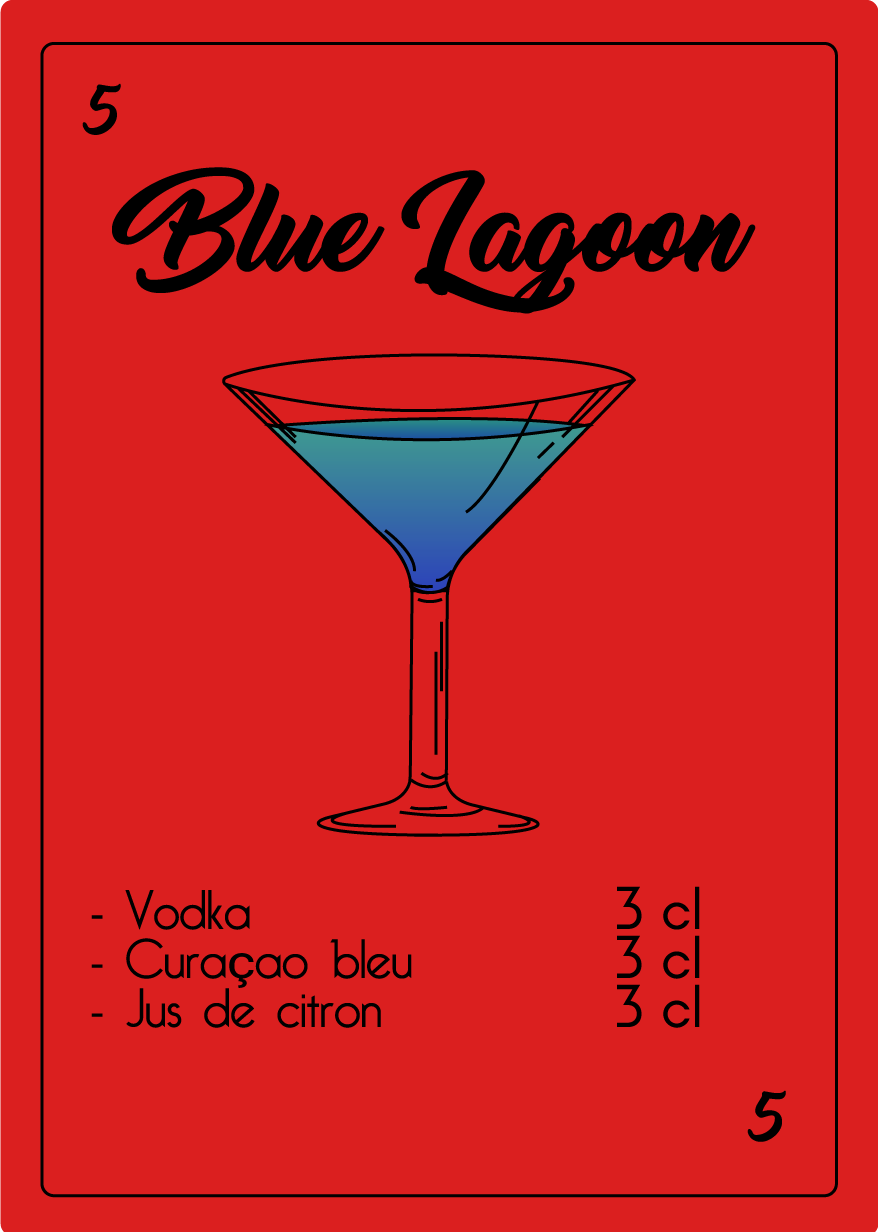 5
Blue Lagoon
- Vodka 3 cl
- Curaçao bleu 3 cl
- Jus de citron 3 cl
5